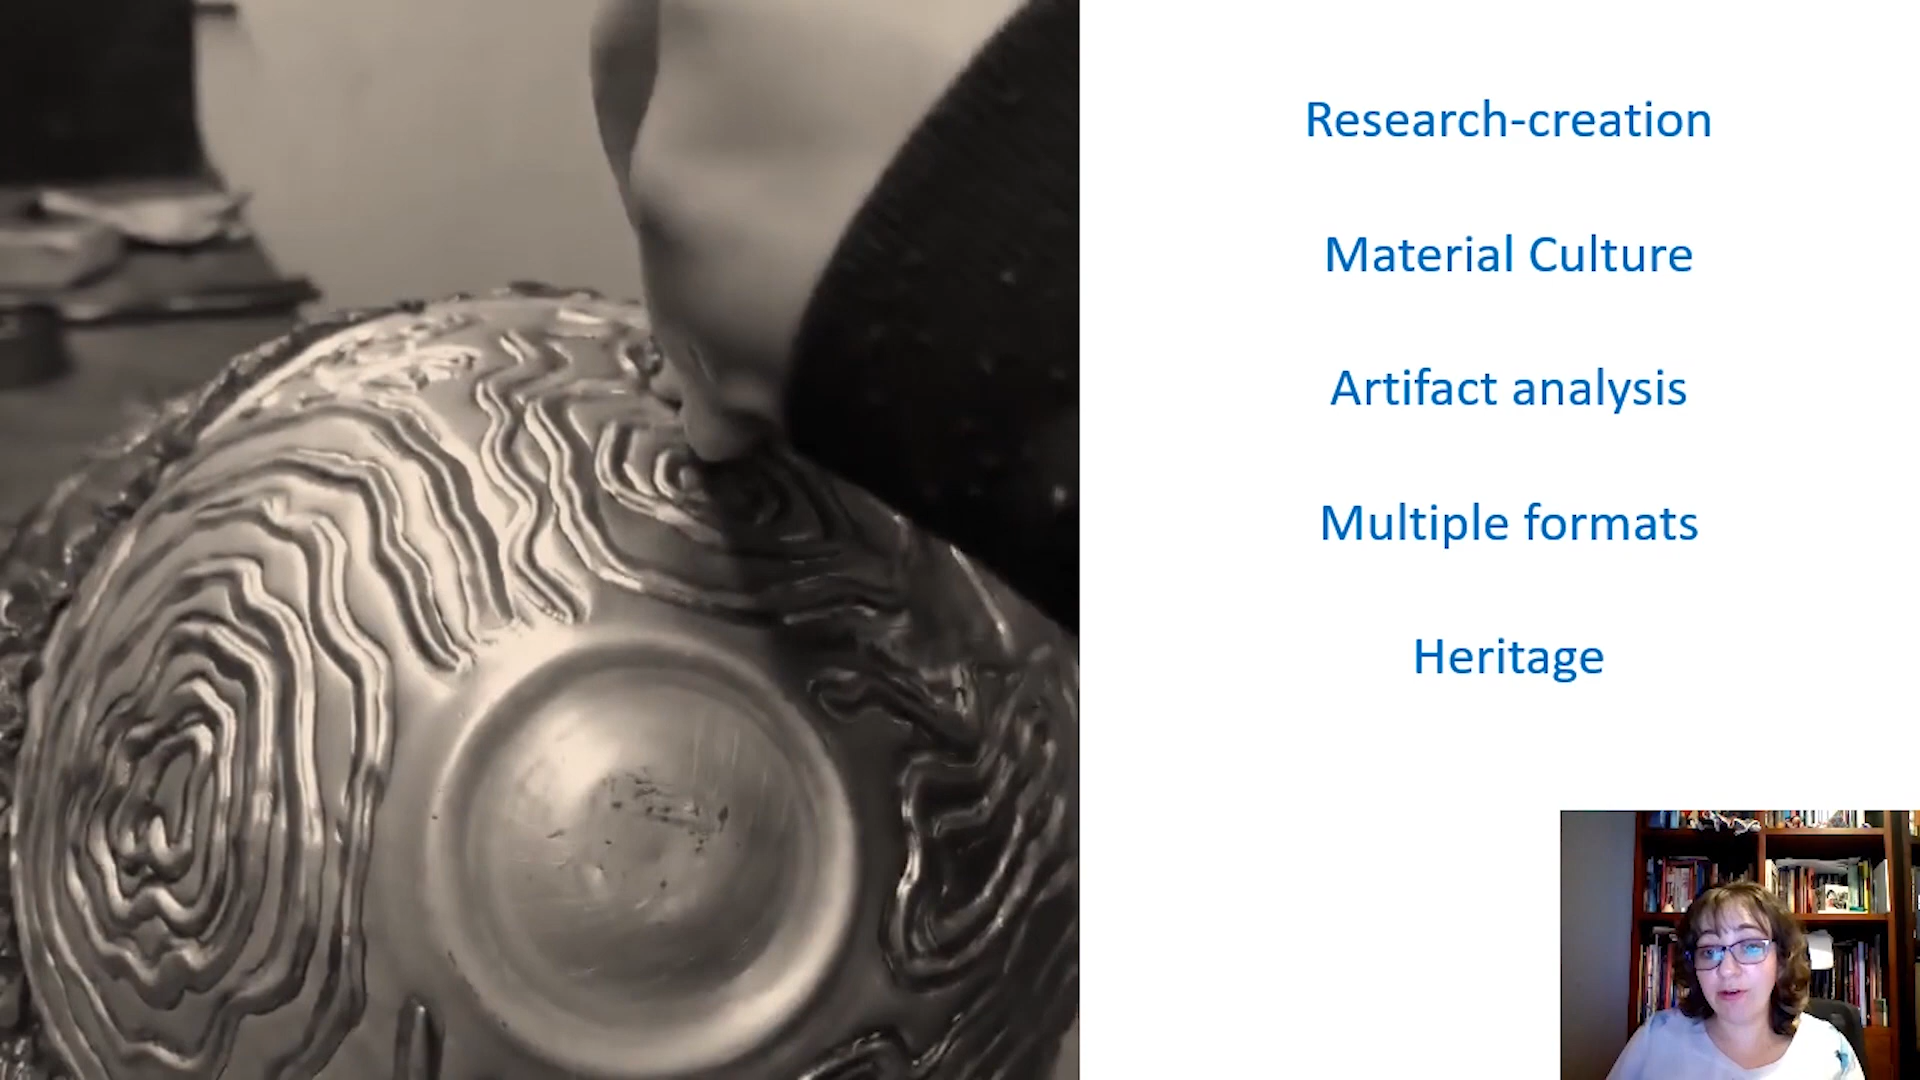 Research-creation
Material Culture
Artifact analysis
Multiple formats
Heritage